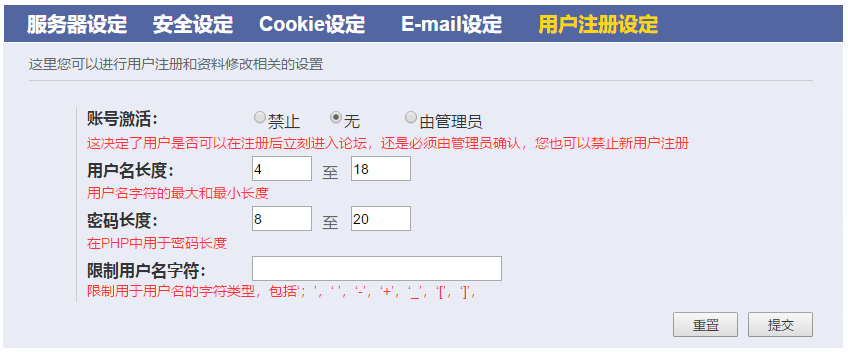 服务器设定 安全设定 Cookie设定 E-mail设定 用户注册设定
这里您可以进行用户注册和资料修改相关的设置
账号激活： 禁止 无 由管理员
这决定了用户是否可以在注册后立刻进入论坛，还是必须由管理员确认，您也可以禁止新用户注册
用户名长度： 4 至 18
用户名字符的最大和最小长度
密码长度： 8 至 20
在PHP中用于密码长度
限制用户名字符：
限制用于用户名的字符类型，包括‘；’，‘ ’，‘-’，‘+’，‘_’，‘[’，‘]’，
重置 提交